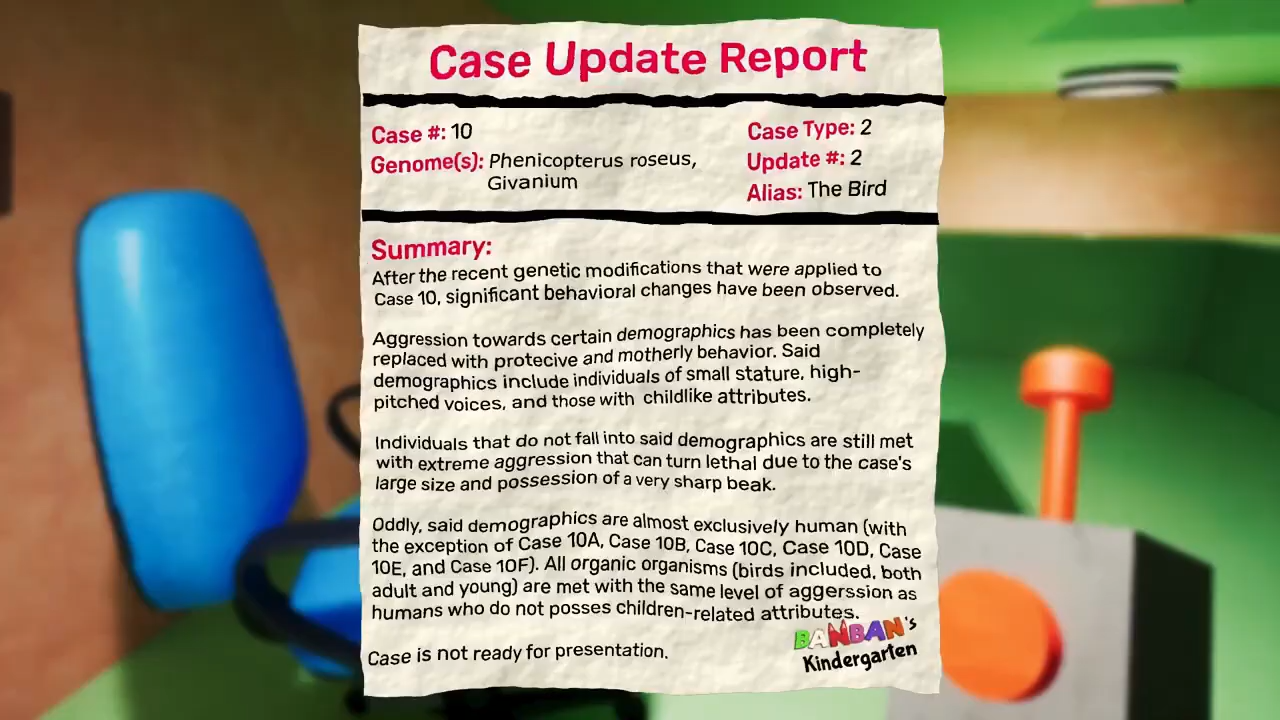 Case Update Report
Case #: 10
Case Type: 2
Genome(s): Phenicopterus roseus,
Givanium
Update #: 2
Alias: The Bird
Summary:
After the recent genetic modifications that were applied to
Case 10, significant behavioral changes have been observed.
Aggression towards certain demographics has been completely
replaced with protecive and motherly behavior. Said
demographics include individuals of small stature, high-
pitched voices, and those with childlike attributes.
Individuals that do not fall into said demographics are still met
with extreme aggression that can turn lethal due to the case's
large size and possession of a very sharp beak.
Oddly, said demographics are almost exclusively human (with
the exception of Case 10A, Case 10B, Case 10C, Case 10D, Case
10E, and Case 10F). All organic organisms (birds included, both
adult and young) are met with the same level of aggerssion as
humans who do not posses children-related attributes.
Case is not ready for presentation.
BANBAN's
Kindergarten